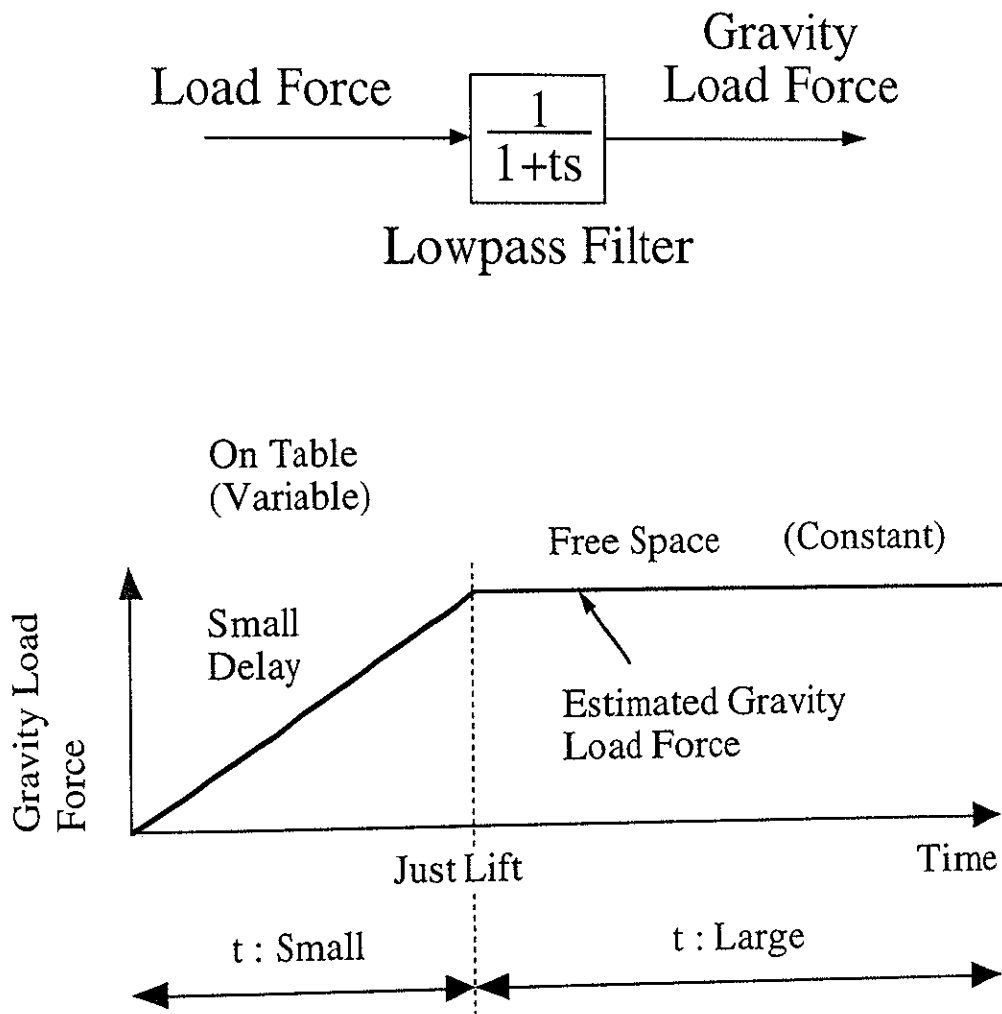 Load Force
Gravity
Load Force
1
1+ts
Lowpass Filter
On Table
(Variable)
Free Space (Constant)
Small
Delay
Estimated Gravity
Load Force
Gravity Load
Force
Just Lift
Time
t : Small
t : Large